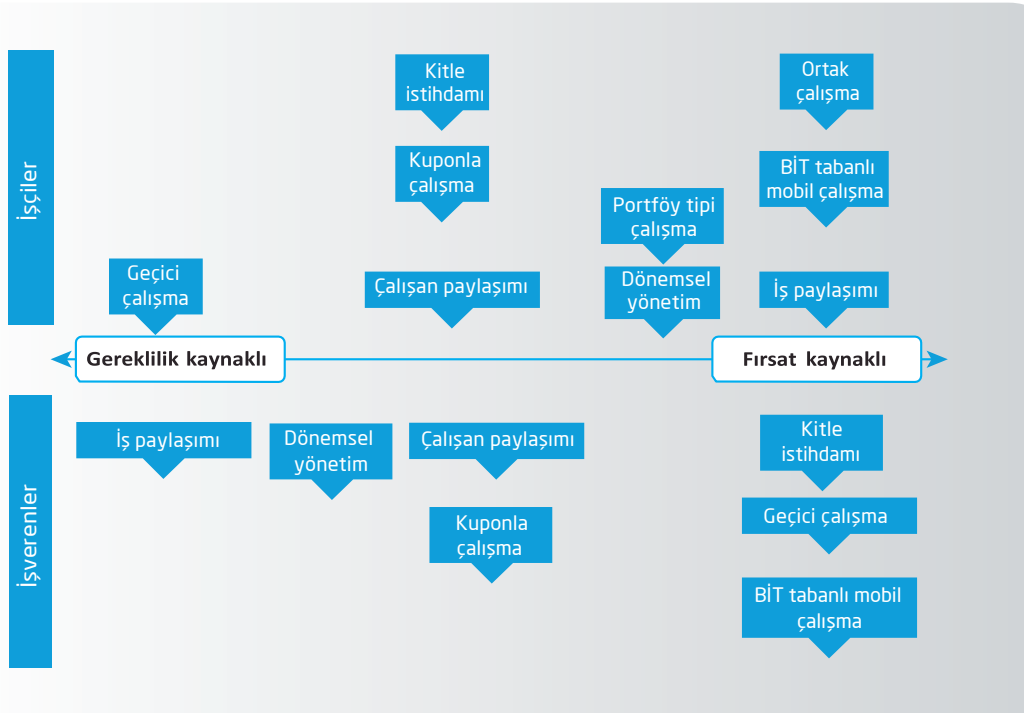 İşçiler
Kitle
istihdamı
Ortak
çalışma
Kuponla
çalışma
BİT tabanlı
mobil çalışma
Portföy tipi
çalışma
Geçici
çalışma
Çalışan paylaşımı
Dönemsel
yönetim
İş paylaşımı
Gereklilik kaynaklı
Fırsat kaynaklı
İşverenler
İş paylaşımı
Dönemsel
yönetim
Çalışan paylaşımı
Kitle
istihdamı
Kuponla
çalışma
Geçici çalışma
BİT tabanlı mobil
çalışma